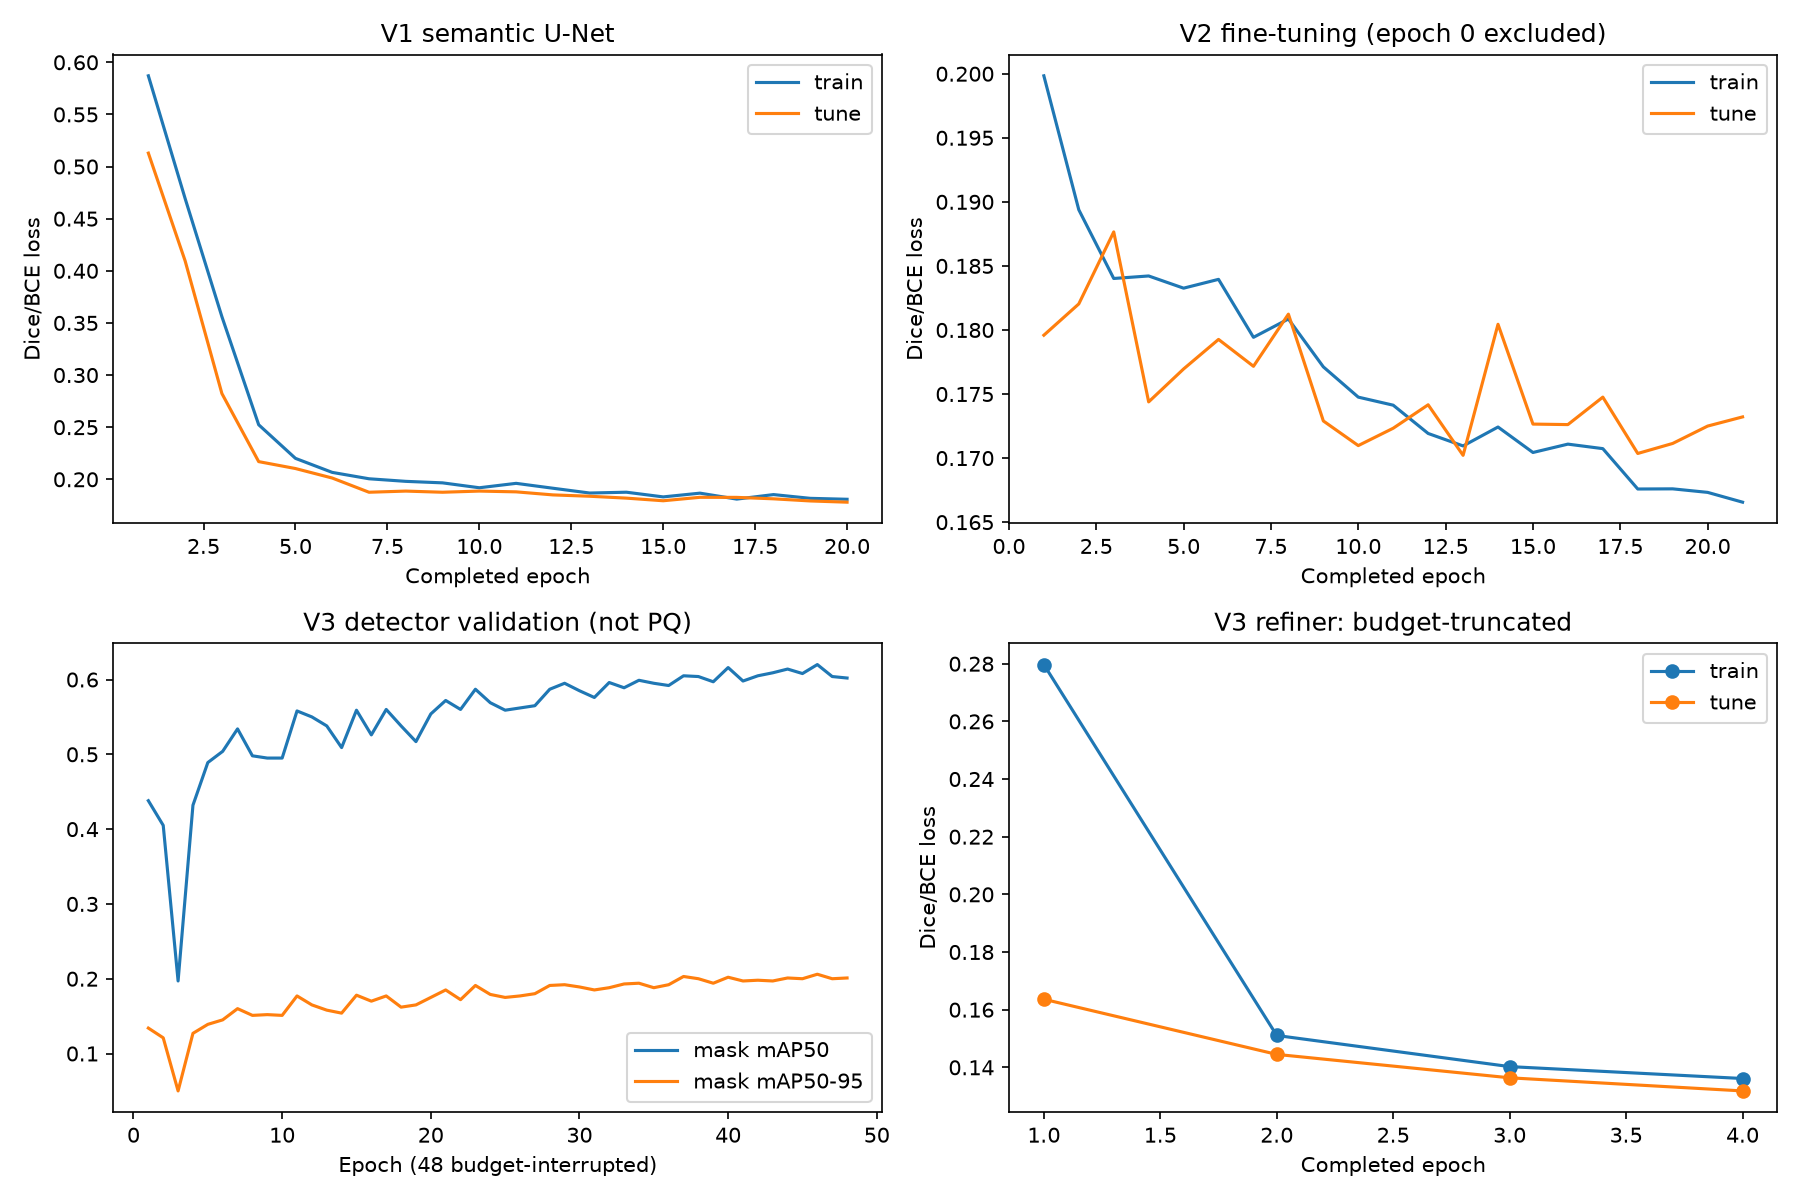 V1 semantic U-Net
Dice/BCE loss
0.60
0.55
0.50
0.45
0.40
0.35
0.30
0.25
0.20
train
tune
2.5 5.0 7.5 10.0 12.5 15.0 17.5 20.0
Completed epoch
V2 fine-tuning (epoch 0 excluded)
Dice/BCE loss
0.200
0.195
0.190
0.185
0.180
0.175
0.170
0.165
train
tune
0.0 2.5 5.0 7.5 10.0 12.5 15.0 17.5 20.0
Completed epoch
V3 detector validation (not PQ)
0.6
0.5
0.4
0.3
0.2
0.1
mask mAP50
mask mAP50-95
0 10 20 30 40 50
Epoch (48 budget-interrupted)
V3 refiner: budget-truncated
Dice/BCE loss
0.28
0.26
0.24
0.22
0.20
0.18
0.16
0.14
train
tune
1.0 1.5 2.0 2.5 3.0 3.5 4.0
Completed epoch